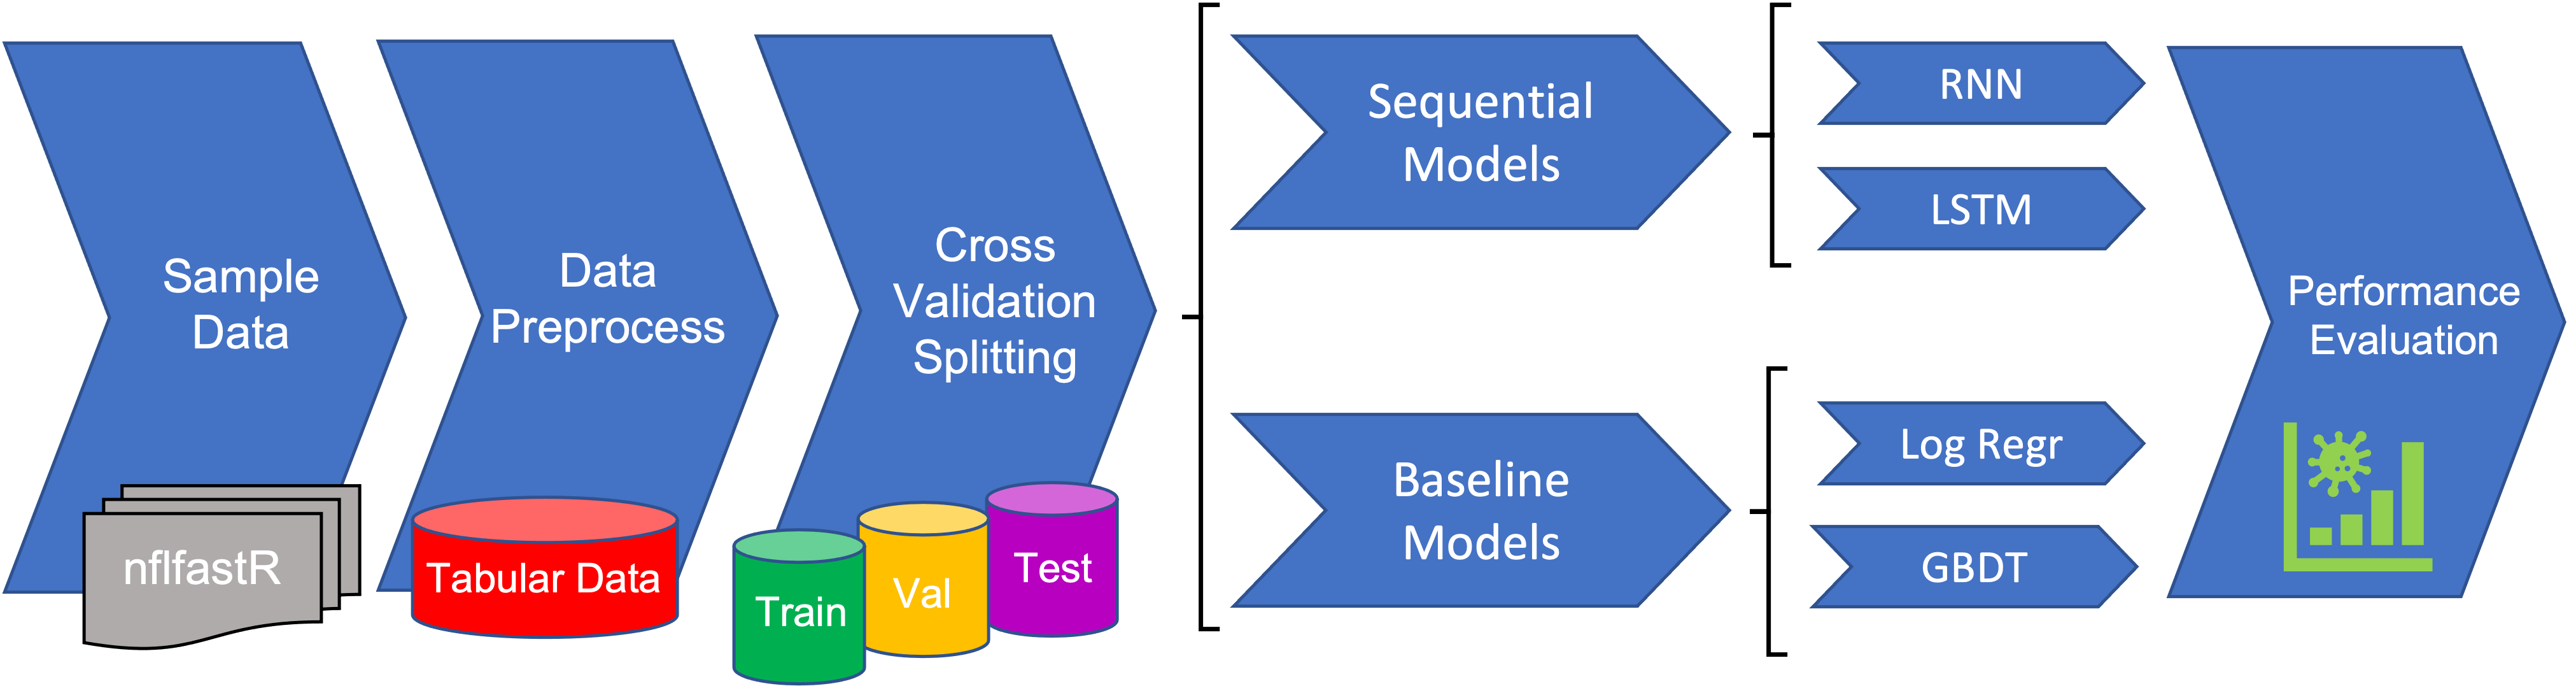 Sample
Data
nflfastR
Data
Preprocess
Tabular Data
Cross
Validation
Splitting
Train
Val
Test
Sequential
Models
RNN
LSTM
Baseline
Models
Log Regr
GBDT
Performance
Evaluation